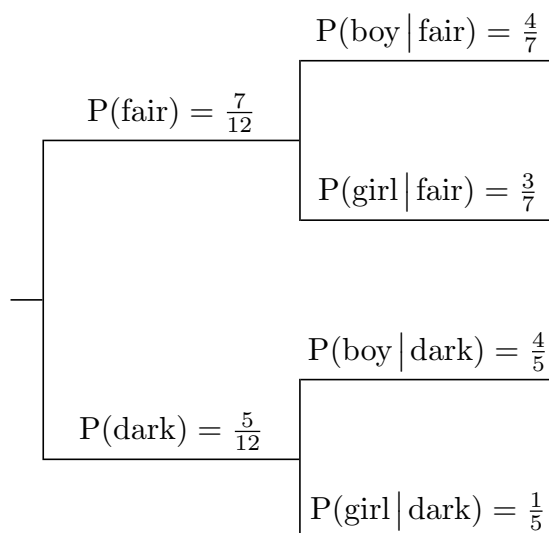 P(boy | fair) = 4/7
P(fair) = 7/12
P(girl | fair) = 3/7
P(boy | dark) = 4/5
P(dark) = 5/12
P(girl | dark) = 1/5